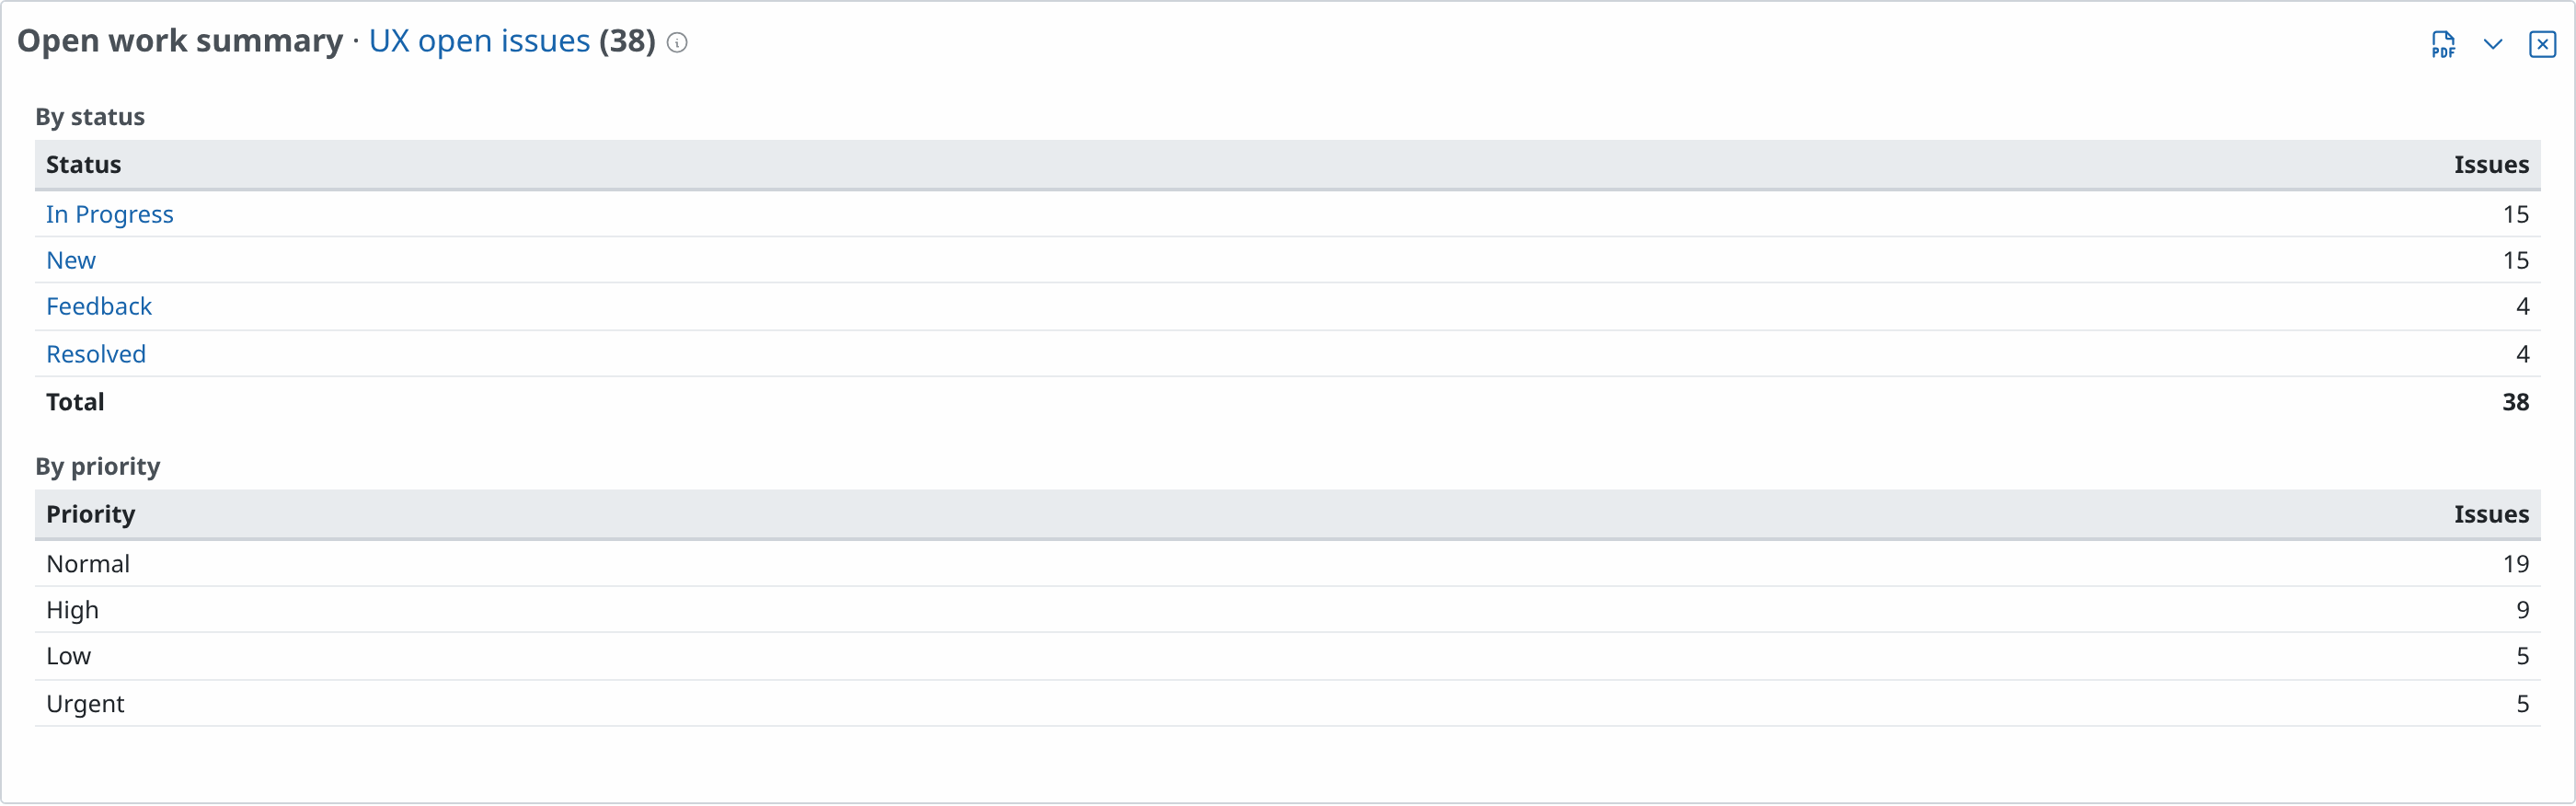 Open work summary · UX open issues (38)
PDF
By status
Status Issues
In Progress 15
New 15
Feedback 4
Resolved 4
Total 38
By priority
Priority Issues
Normal 19
High 9
Low 5
Urgent 5